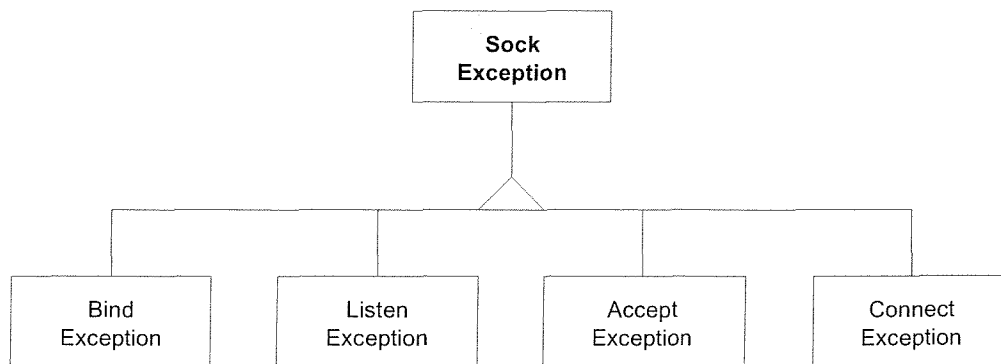 Sock
Exception
Bind
Exception
Listen
Exception
Accept
Exception
Connect
Exception